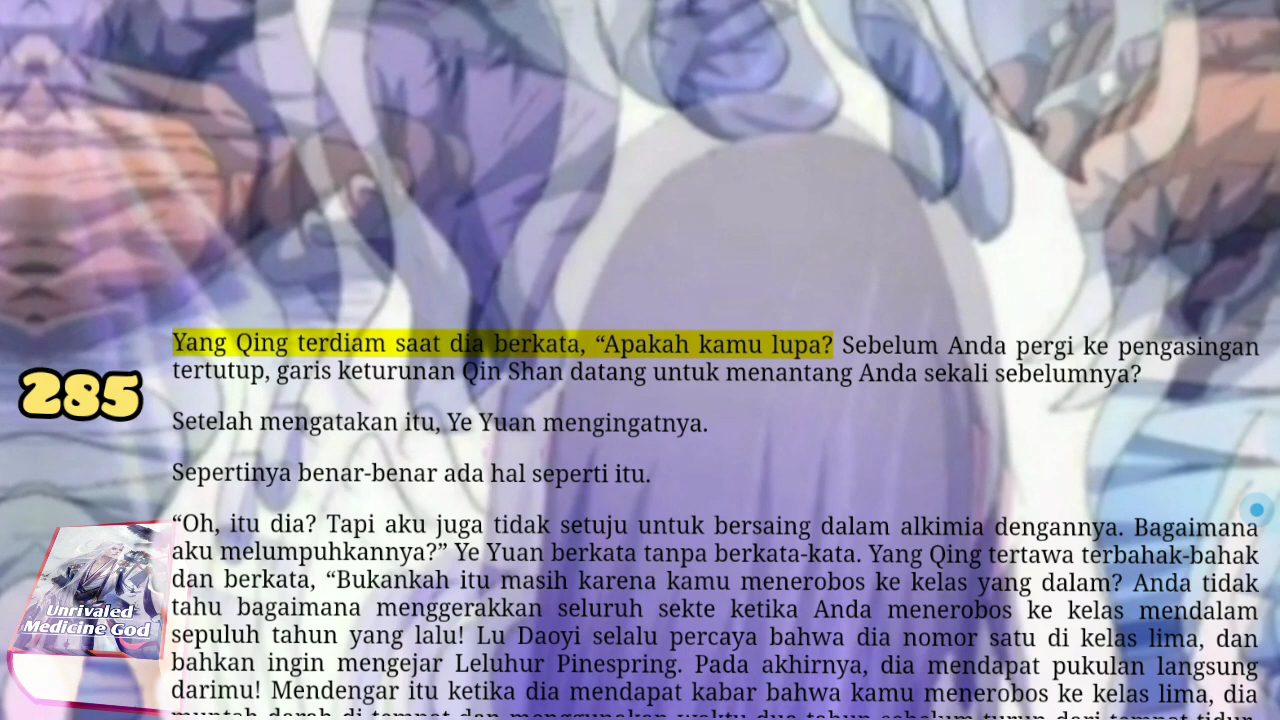 Yang Qing terdiam saat dia berkata, “Apakah kamu lupa? Sebelum Anda pergi ke pengasingan
tertutup, garis keturunan Qin Shan datang untuk menantang Anda sekali sebelumnya?
285
Setelah mengatakan itu, Ye Yuan mengingatnya.
Sepertinya benar-benar ada hal seperti itu.
“Oh, itu dia? Tapi aku juga tidak setuju untuk bersaing dalam alkimia dengannya. Bagaimana
aku melumpuhkannya?” Ye Yuan berkata tanpa berkata-kata. Yang Qing tertawa terbahak-bahak
dan berkata, “Bukankah itu masih karena kamu menerobos ke kelas yang dalam? Anda tidak
tahu bagaimana menggerakkan seluruh sekte ketika Anda menerobos ke kelas mendalam
sepuluh tahun yang lalu! Lu Daoyi selalu percaya bahwa dia nomor satu di kelas lima, dan
bahkan ingin mengejar Leluhur Pinespring. Pada akhirnya, dia mendapat pukulan langsung
darimu! Mendengar itu ketika dia mendapat kabar bahwa kamu menerobos ke kelas lima, dia
Unrivaled
Medicine God